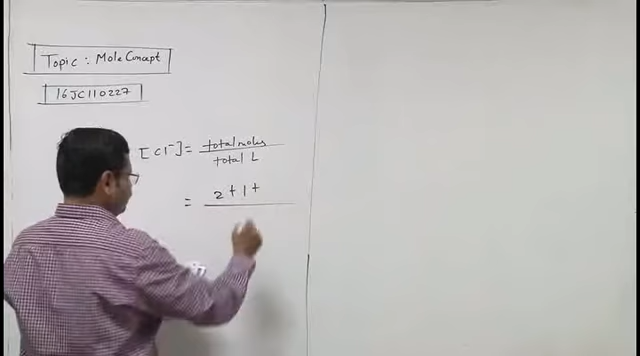 Topic : Mole Concept
16JC110227
[Cl⁻] = total moles
total L
= 2 + 1 +